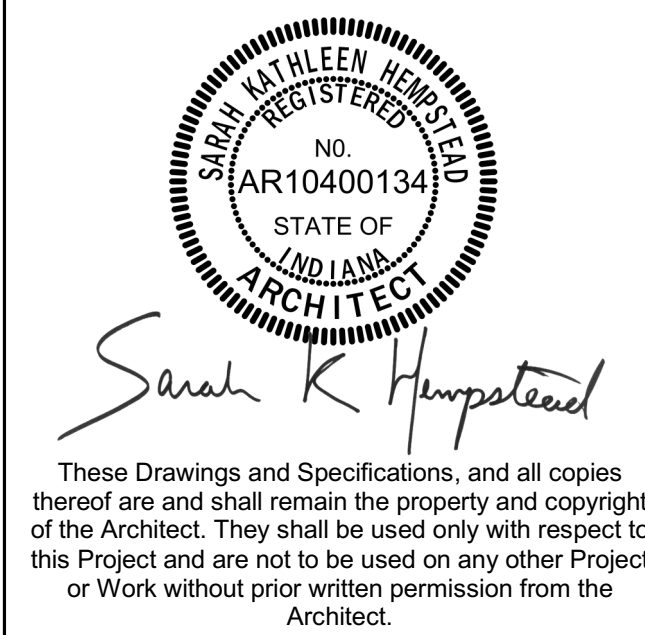 SARAH KATHLEEN HEMPSTEAD
REGISTERED
N0.
AR10400134
STATE OF
INDIANA
ARCHITECT
Sarah K Hempstead
These Drawings and Specifications, and all copies
thereof are and shall remain the property and copyright
of the Architect. They shall be used only with respect to
this Project and are not to be used on any other Project
or Work without prior written permission from the
Architect.